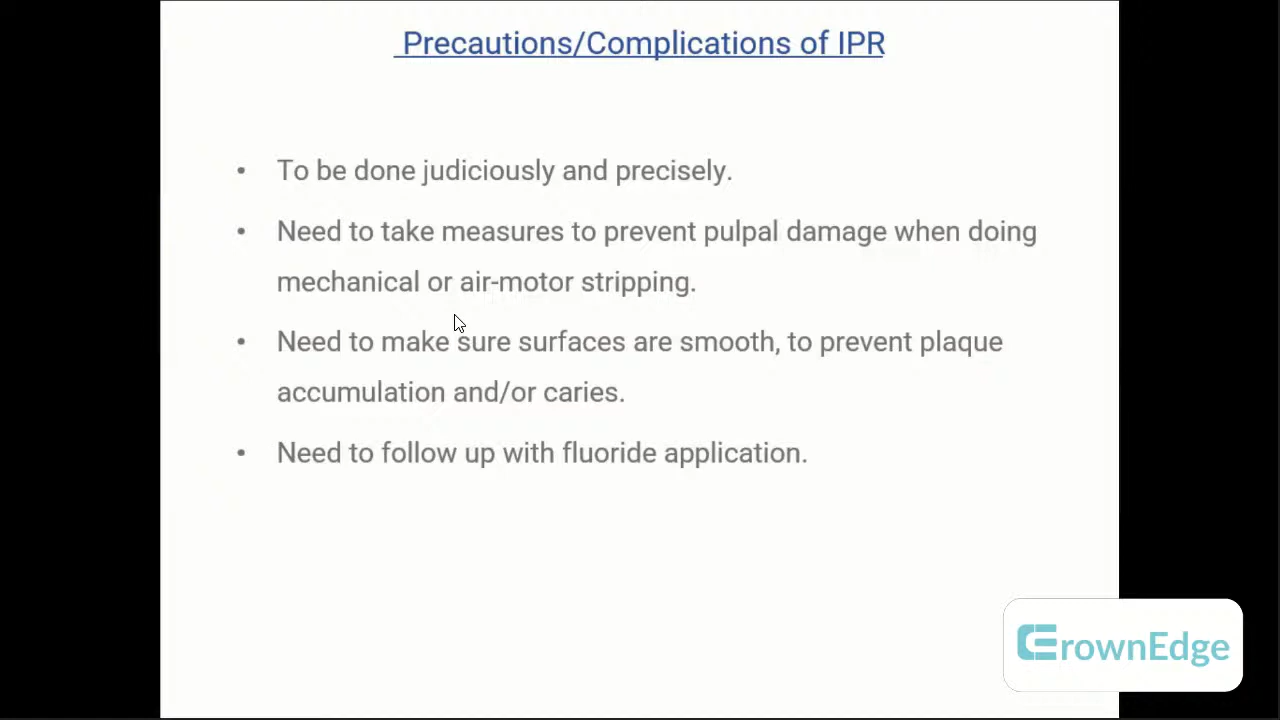 Precautions/Complications of IPR
• To be done judiciously and precisely.
• Need to take measures to prevent pulpal damage when doing
mechanical or air-motor stripping.
• Need to make sure surfaces are smooth, to prevent plaque
accumulation and/or caries.
• Need to follow up with fluoride application.
CrownEdge